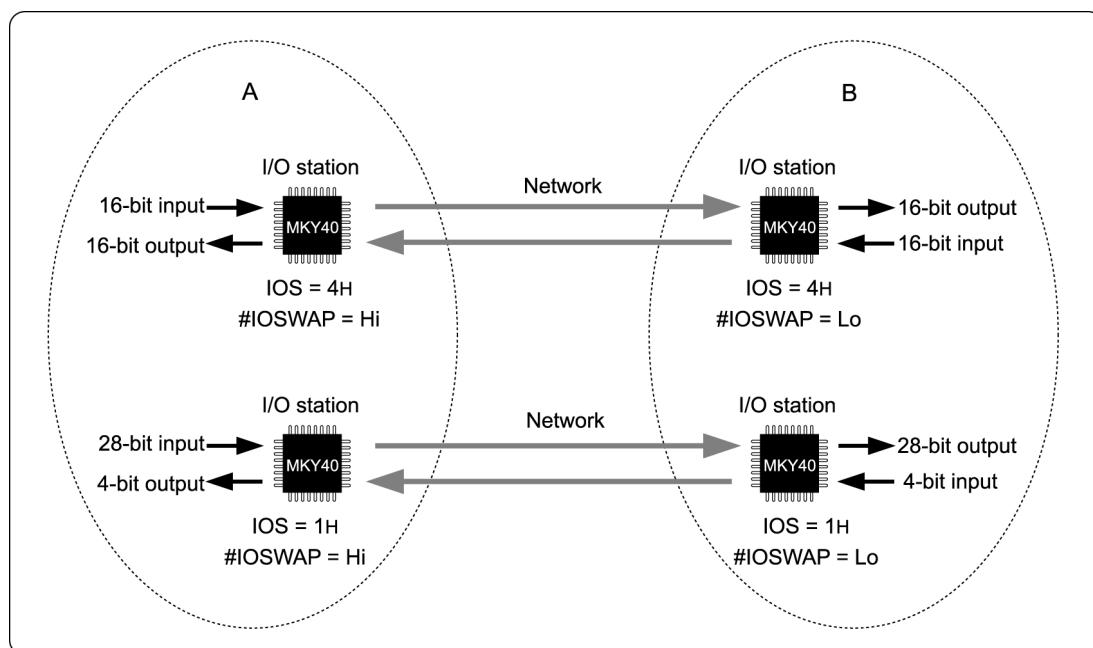 A
B
I/O station
I/O station
Network
16-bit input
16-bit output
MKY40
MKY40
16-bit output
16-bit input
IOS = 4H
#IOSWAP = Hi
IOS = 4H
#IOSWAP = Lo
I/O station
I/O station
Network
28-bit input
4-bit output
MKY40
MKY40
28-bit output
4-bit input
IOS = 1H
#IOSWAP = Hi
IOS = 1H
#IOSWAP = Lo